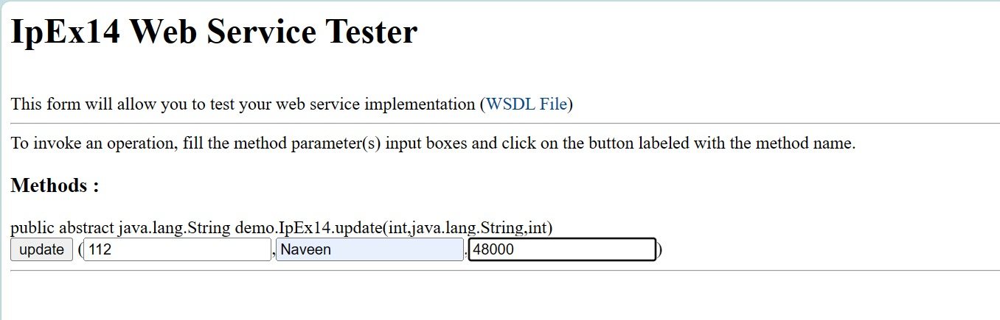 IpEx14 Web Service Tester
This form will allow you to test your web service implementation (WSDL File)
To invoke an operation, fill the method parameter(s) input boxes and click on the button labeled with the method name.
Methods :
public abstract java.lang.String demo.IpEx14.update(int,java.lang.String,int)
update (112,Naveen,48000)